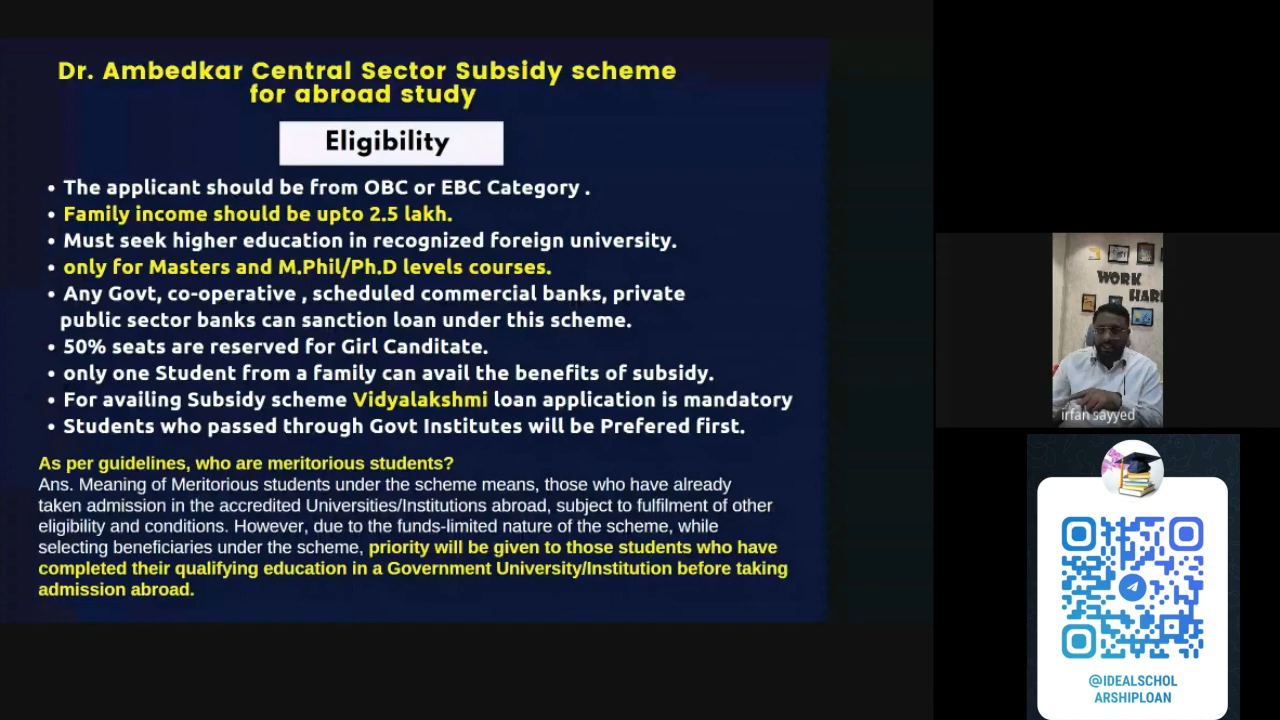 Dr. Ambedkar Central Sector Subsidy scheme
for abroad study
Eligibility
• The applicant should be from OBC or EBC Category .
• Family income should be upto 2.5 lakh.
• Must seek higher education in recognized foreign university.
• only for Masters and M.Phil/Ph.D levels courses.
• Any Govt, co-operative , scheduled commercial banks, private
public sector banks can sanction loan under this scheme.
• 50% seats are reserved for Girl Canditate.
• only one Student from a family can avail the benefits of subsidy.
• For availing Subsidy scheme Vidyalakshmi loan application is mandatory
• Students who passed through Govt Institutes will be Prefered first.
As per guidelines, who are meritorious students?
Ans. Meaning of Meritorious students under the scheme means, those who have already
taken admission in the accredited Universities/Institutions abroad, subject to fulfilment of other
eligibility and conditions. However, due to the funds-limited nature of the scheme, while
selecting beneficiaries under the scheme, priority will be given to those students who have
completed their qualifying education in a Government University/Institution before taking
admission abroad.
WORK
HAR
irfan sayyed
@IDEALSCHOL
ARSHIPLOAN